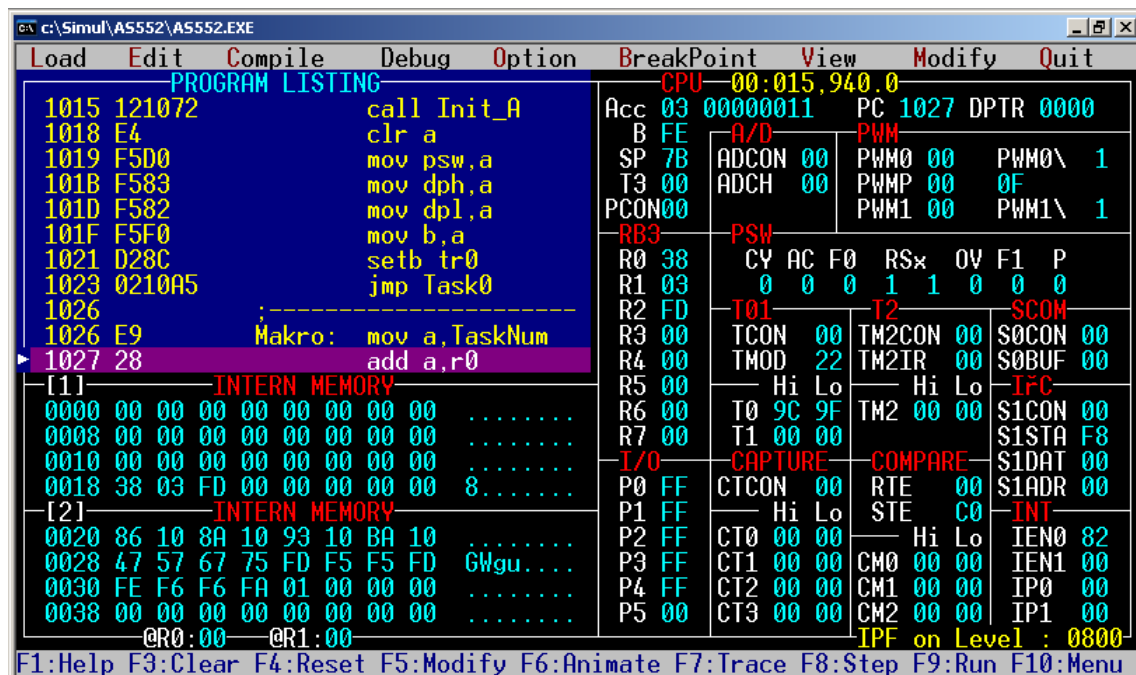 c:\Simul\AS552\AS552.EXE
Load Edit Compile Debug Option BreakPoint View Modify Quit
PROGRAM LISTING
1015 121072 call Init_A
1018 E4 clr a
1019 F5D0 mov psw,a
101B F583 mov dph,a
101D F582 mov dpl,a
101F F5F0 mov b,a
1021 D28C setb tr0
1023 0210A5 jmp Task0
1026 ;-----------------------
1026 E9 Makro: mov a,TaskNum
1027 28 add a,r0
[1] INTERN MEMORY
0000 00 00 00 00 00 00 00 00 ........
0008 00 00 00 00 00 00 00 00 ........
0010 00 00 00 00 00 00 00 00 ........
0018 38 03 FD 00 00 00 00 00 8.......
[2] INTERN MEMORY
0020 86 10 8A 10 93 10 BA 10 ........
0028 47 57 67 75 FD F5 F5 FD GWgu....
0030 FE F6 F6 FA 01 00 00 00 ........
0038 00 00 00 00 00 00 00 00 ........
@R0:00 @R1:00
CPU 00:015,940.0
Acc 03 00000011 PC 1027 DPTR 0000
B FE
SP 7B
T3 00
PCON00
A/D
ADCON 00
ADCH 00
PWM
PWM0 00 PWM0\ 1
PWMP 00 0F
PWM1 00 PWM1\ 1
RB3
R0 38
R1 03
R2 FD
R3 00
R4 00
R5 00
R6 00
R7 00
PSW
CY AC F0 RSx OV F1 P
0 0 0 1 1 0 0 0
T01
TCON 00
TMOD 22
Hi Lo
T0 9C 9F
T1 00 00
T2
TM2CON 00
TM2IR 00
Hi Lo
TM2 00 00
SCOM
S0CON 00
S0BUF 00
IřC
S1CON 00
S1STA F8
S1DAT 00
S1ADR 00
I/O
P0 FF
P1 FF
P2 FF
P3 FF
P4 FF
P5 00
CAPTURE
CTCON 00
Hi Lo
CT0 00 00
CT1 00 00
CT2 00 00
CT3 00 00
COMPARE
RTE 00
STE C0
Hi Lo
CM0 00 00
CM1 00 00
CM2 00 00
INT
IEN0 82
IEN1 00
IP0 00
IP1 00
IPF on Level : 0800
F1:Help F3:Clear F4:Reset F5:Modify F6:Animate F7:Trace F8:Step F9:Run F10:Menu